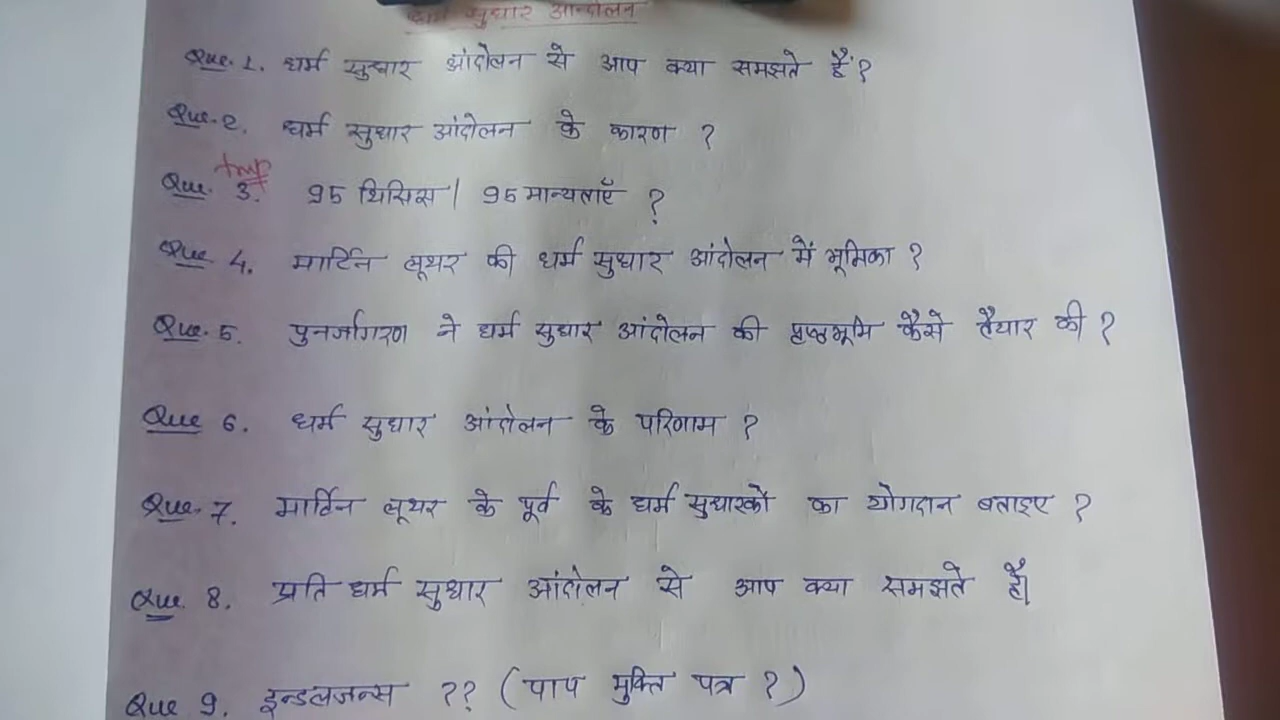 धर्म सुधार आन्दोलन
Que. 1. धर्म सुधार आंदोलन से आप क्या समझते हैं?
Que. 2. धर्म सुधार आंदोलन के कारण ?
Imp
Que. 3. 95 थिसिस / 95 मान्यताएँ ?
Que 4. मार्टिन लूथर की धर्म सुधार आंदोलन में भूमिका ?
Que. 5. पुनर्जागरण ने धर्म सुधार आंदोलन की पृष्ठभूमि कैसे तैयार की ?
Que 6. धर्म सुधार आंदोलन के परिणाम ?
Que. 7. मार्टिन लूथर के पूर्व के धर्म सुधारकों का योगदान बताइए ?
Que. 8. प्रति धर्म सुधार आंदोलन से आप क्या समझते है।
Que 9. इन्डलजन्स ?? (पाप मुक्ति पत्र ?)